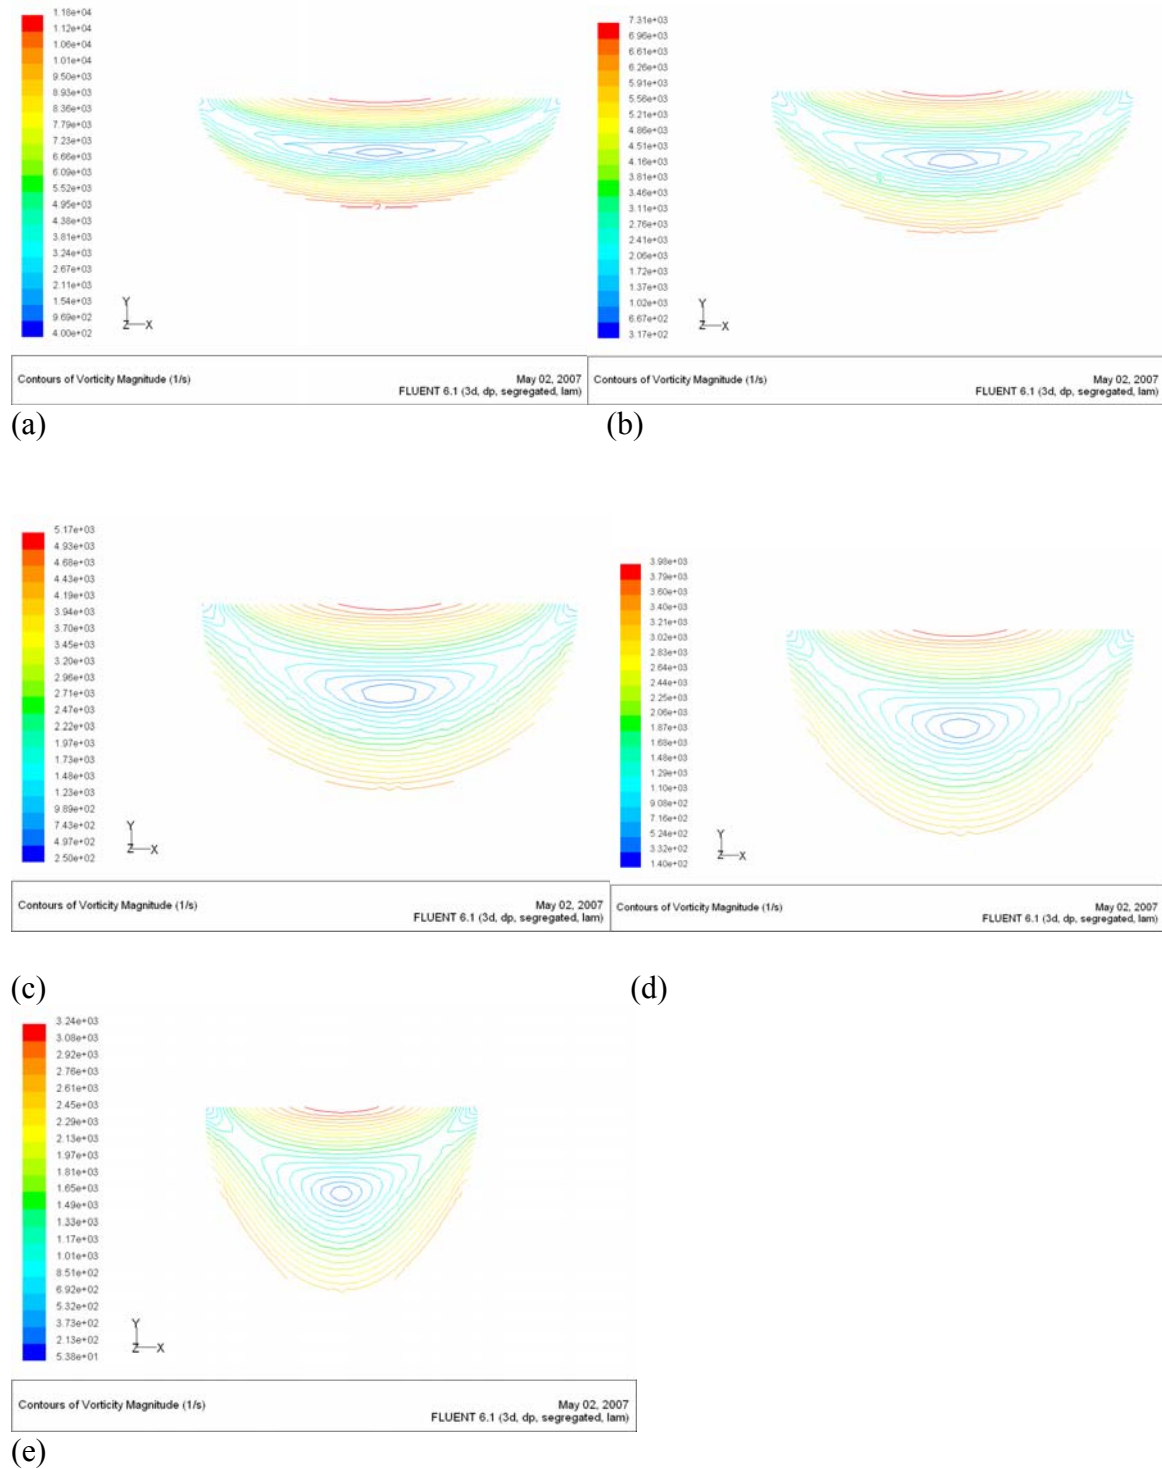 1.18e+04
1.12e+04
1.06e+04
1.01e+04
9.50e+03
8.93e+03
8.36e+03
7.79e+03
7.23e+03
6.66e+03
6.09e+03
5.52e+03
4.95e+03
4.38e+03
3.81e+03
3.24e+03
2.67e+03
2.11e+03
1.54e+03
9.69e+02
4.00e+02
Y
Z X
Contours of Vorticity Magnitude (1/s)
May 02, 2007
FLUENT 6.1 (3d, dp, segregated, lam)
(a)
7.31e+03
6.96e+03
6.61e+03
6.26e+03
5.91e+03
5.56e+03
5.21e+03
4.86e+03
4.51e+03
4.16e+03
3.81e+03
3.46e+03
3.11e+03
2.76e+03
2.41e+03
2.06e+03
1.72e+03
1.37e+03
1.02e+03
6.67e+02
3.17e+02
Y
Z X
Contours of Vorticity Magnitude (1/s)
May 02, 2007
FLUENT 6.1 (3d, dp, segregated, lam)
(b)
5.17e+03
4.93e+03
4.68e+03
4.43e+03
4.19e+03
3.94e+03
3.70e+03
3.45e+03
3.20e+03
2.96e+03
2.71e+03
2.47e+03
2.22e+03
1.97e+03
1.73e+03
1.48e+03
1.23e+03
9.89e+02
7.43e+02
4.97e+02
2.50e+02
Y
Z X
Contours of Vorticity Magnitude (1/s)
May 02, 2007
FLUENT 6.1 (3d, dp, segregated, lam)
(c)
3.98e+03
3.79e+03
3.60e+03
3.40e+03
3.21e+03
3.02e+03
2.83e+03
2.64e+03
2.44e+03
2.25e+03
2.06e+03
1.87e+03
1.68e+03
1.48e+03
1.29e+03
1.10e+03
9.08e+02
7.16e+02
5.24e+02
3.32e+02
1.40e+02
Y
Z X
Contours of Vorticity Magnitude (1/s)
May 02, 2007
FLUENT 6.1 (3d, dp, segregated, lam)
(d)
3.24e+03
3.08e+03
2.92e+03
2.76e+03
2.61e+03
2.45e+03
2.29e+03
2.13e+03
1.97e+03
1.81e+03
1.65e+03
1.49e+03
1.33e+03
1.17e+03
1.01e+03
8.51e+02
6.92e+02
5.32e+02
3.73e+02
2.13e+02
5.38e+01
Y
Z X
Contours of Vorticity Magnitude (1/s)
May 02, 2007
FLUENT 6.1 (3d, dp, segregated, lam)
(e)